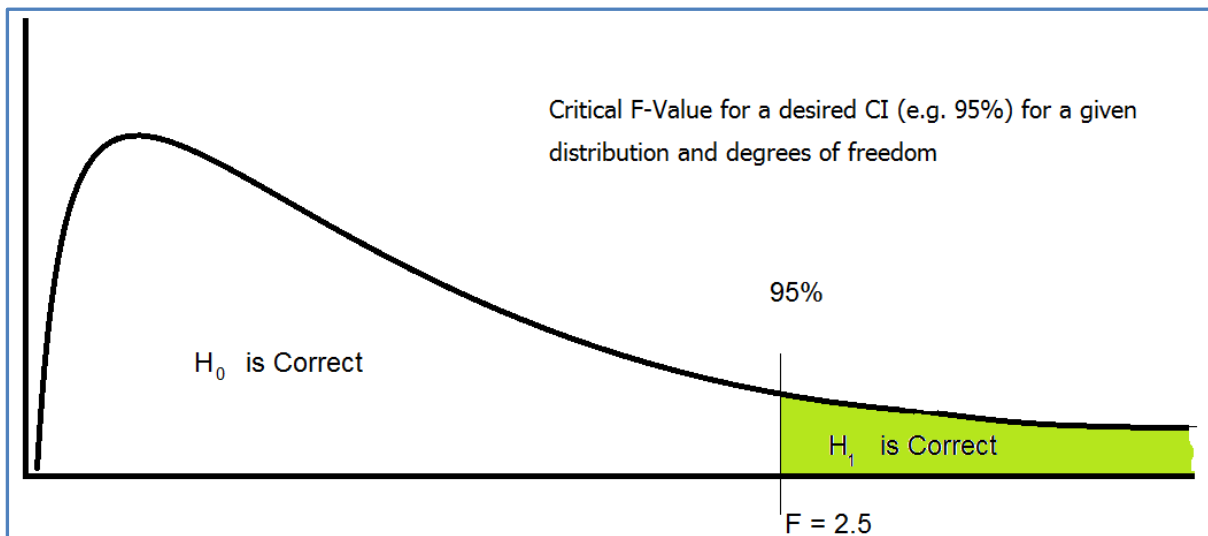 Critical F-Value for a desired CI (e.g. 95%) for a given
distribution and degrees of freedom
95%
H₀ is Correct
H₁ is Correct
F = 2.5